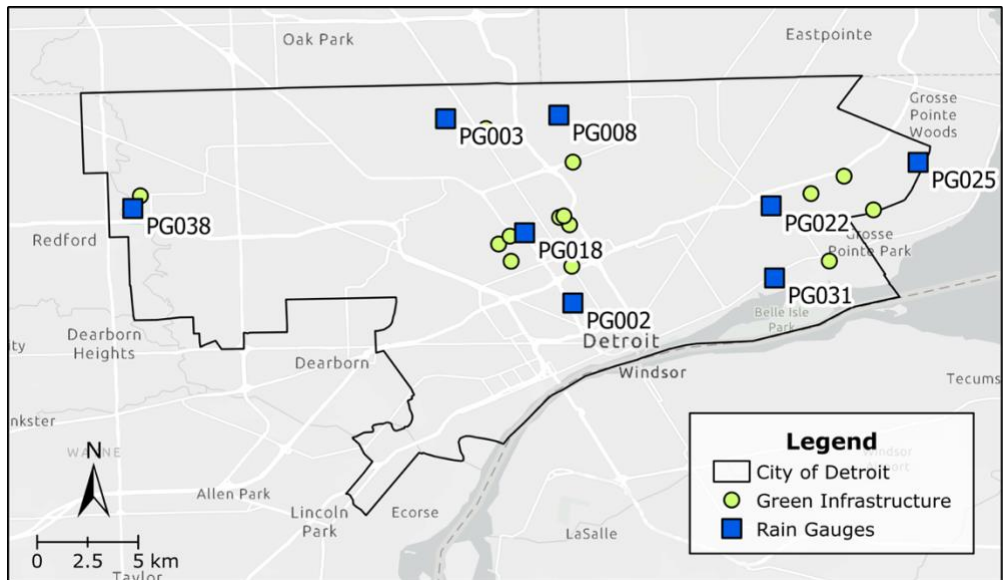 Oak Park
Eastpointe
Grosse
Pointe
Woods
PG003
PG008
PG025
PG038
PG022
Redford
PG018
Grosse
Pointe Park
PG031
PG002
Belle Isle
Park
Dearborn
Heights
Detroit
Dearborn
Windsor
Tecums
nkster
WAYNE
N
Allen Park
Lincoln
Park
Ecorse
LaSalle
0 2.5 5 km
Taylor
Legend
City of Detroit
Green Infrastructure
Rain Gauges